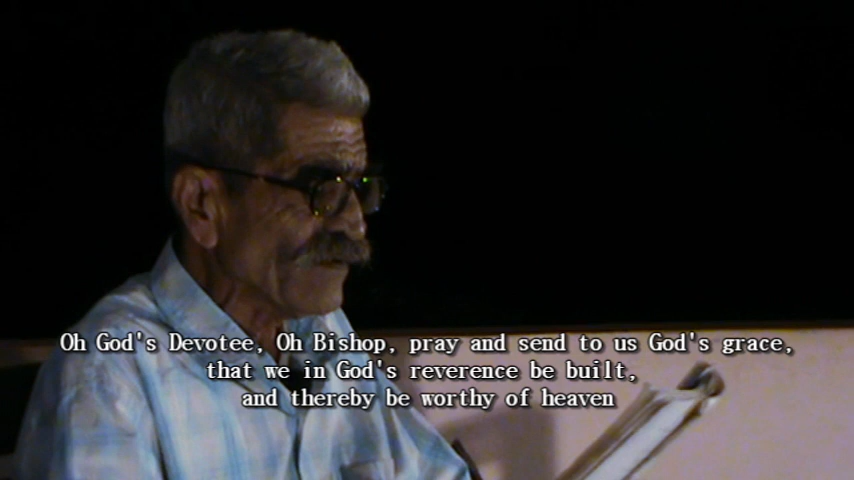 Oh God's Devotee, Oh Bishop, pray and send to us God's grace,
that we in God's reverence be built,
and thereby be worthy of heaven